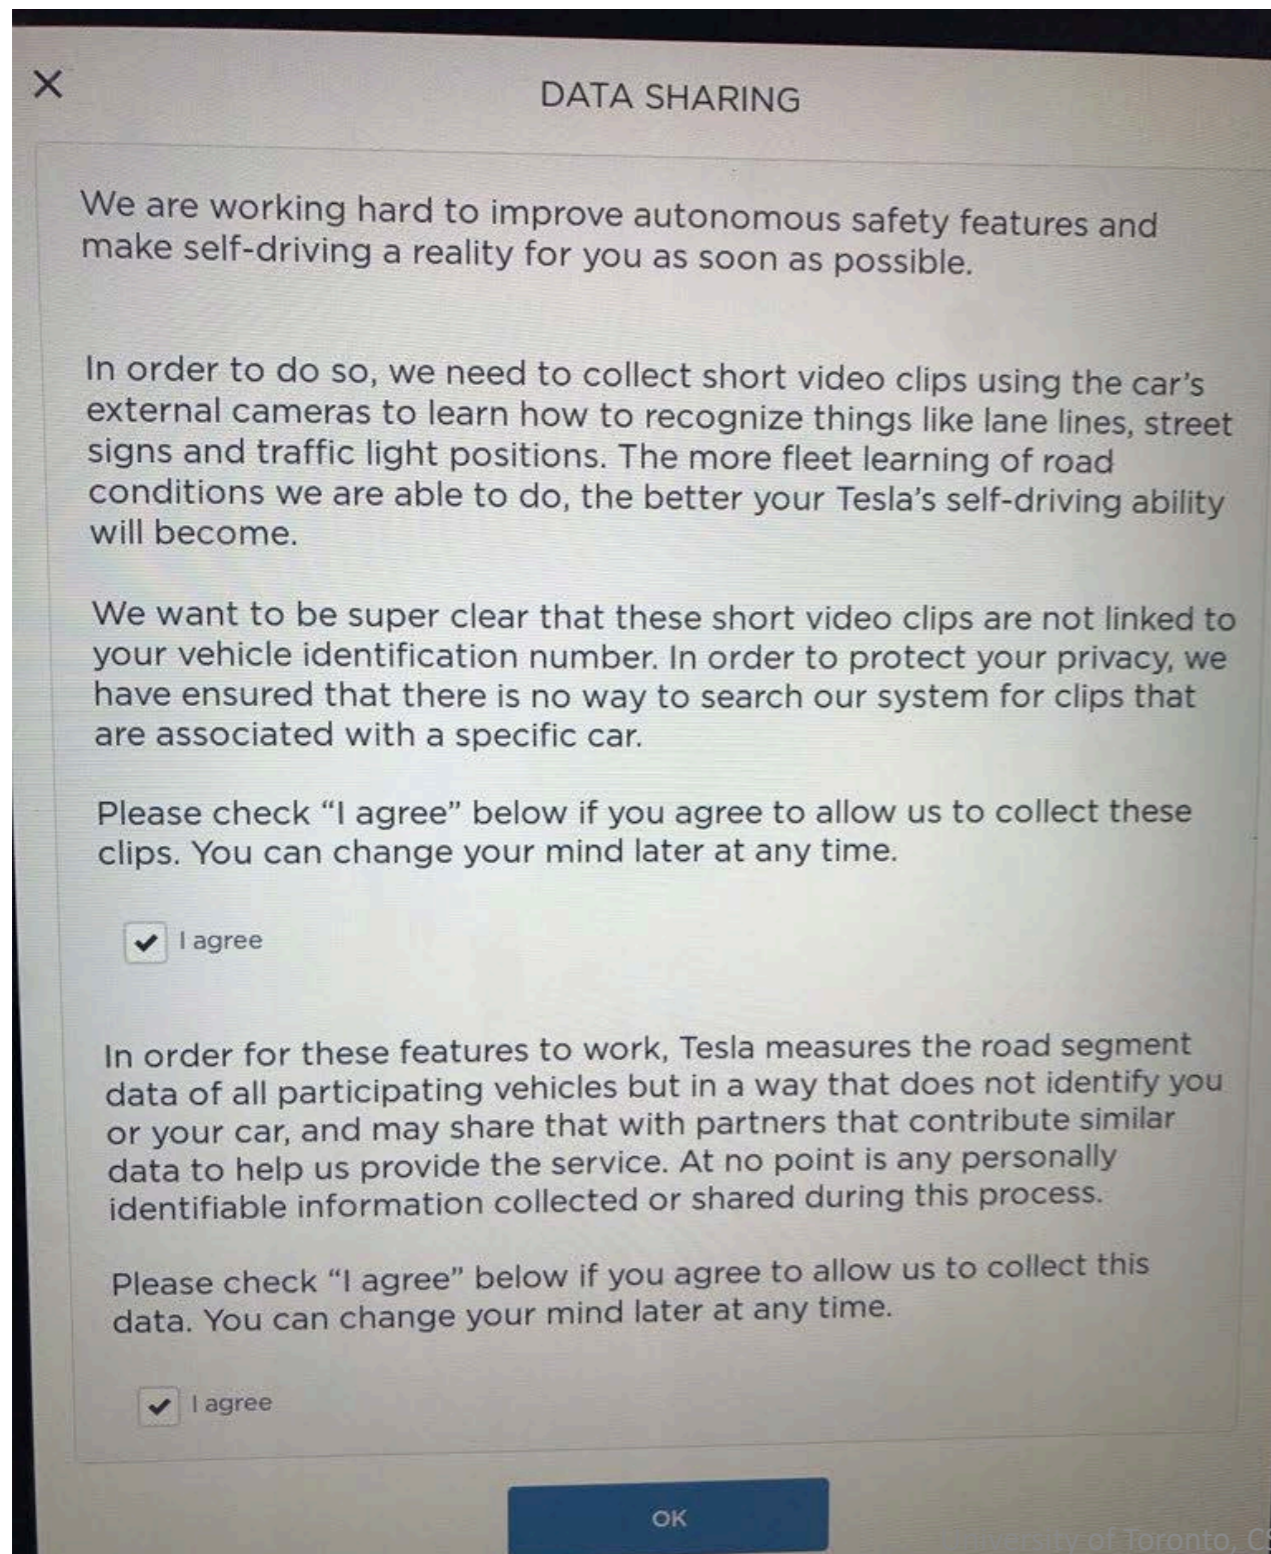 DATA SHARING
We are working hard to improve autonomous safety features and
make self-driving a reality for you as soon as possible.
In order to do so, we need to collect short video clips using the car's
external cameras to learn how to recognize things like lane lines, street
signs and traffic light positions. The more fleet learning of road
conditions we are able to do, the better your Tesla's self-driving ability
will become.
We want to be super clear that these short video clips are not linked to
your vehicle identification number. In order to protect your privacy, we
have ensured that there is no way to search our system for clips that
are associated with a specific car.
Please check “I agree” below if you agree to allow us to collect these
clips. You can change your mind later at any time.
I agree
In order for these features to work, Tesla measures the road segment
data of all participating vehicles but in a way that does not identify you
or your car, and may share that with partners that contribute similar
data to help us provide the service. At no point is any personally
identifiable information collected or shared during this process.
Please check “I agree” below if you agree to allow us to collect this
data. You can change your mind later at any time.
I agree
OK
of Toronto,